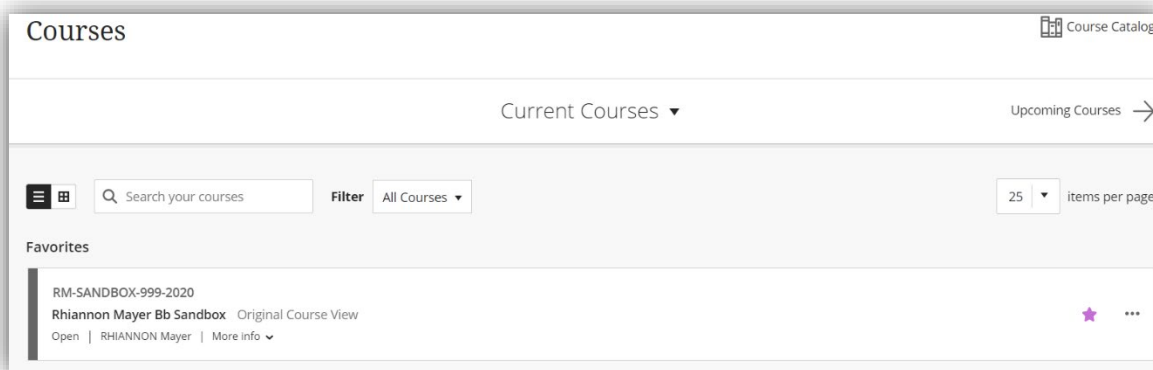 Courses
Course Catalog
Current Courses
Upcoming Courses
Search your courses
Filter
All Courses
25
items per page
Favorites
RM-SANDBOX-999-2020
Rhiannon Mayer Bb Sandbox Original Course View
Open | RHIANNON Mayer | More info